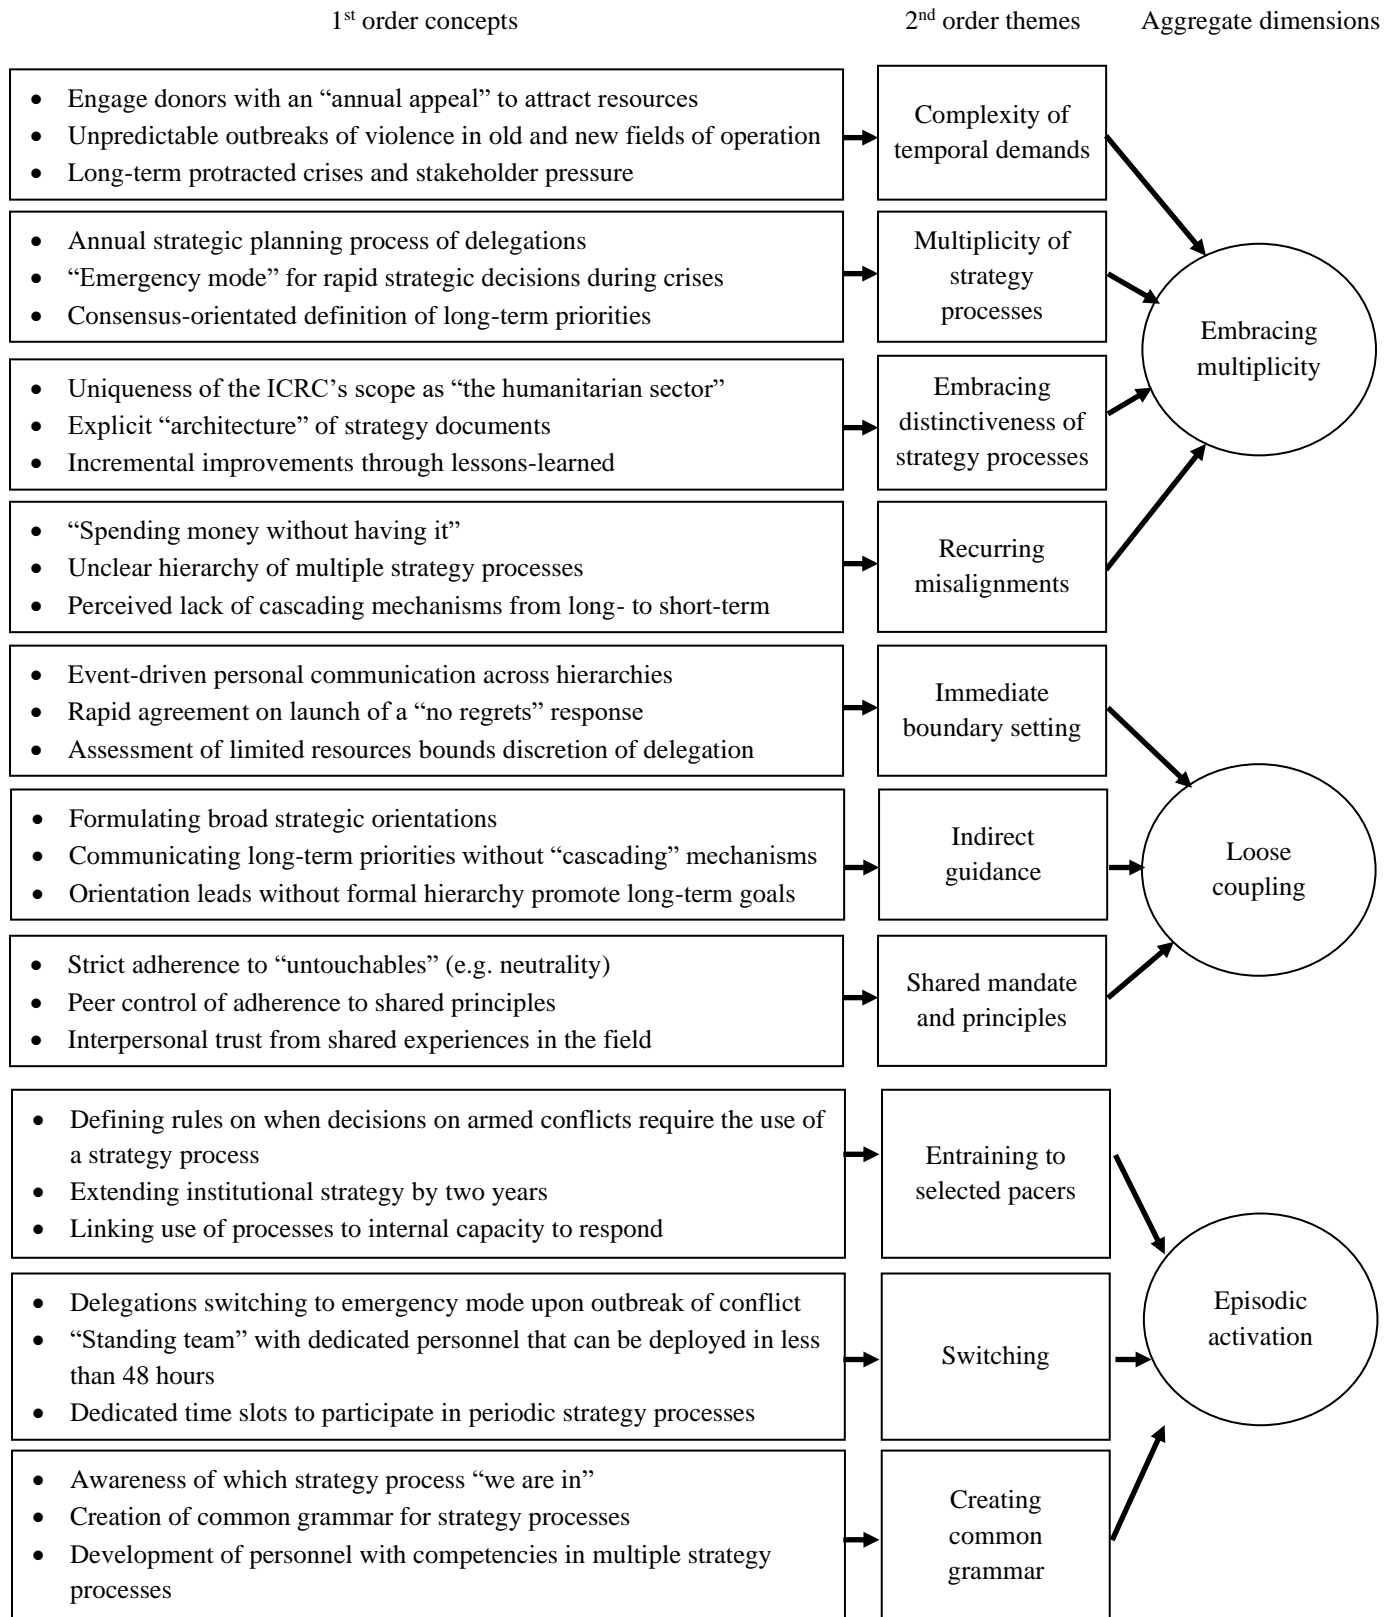 1st order concepts
2nd order themes
Aggregate dimensions
• Engage donors with an “annual appeal” to attract resources
• Unpredictable outbreaks of violence in old and new fields of operation
• Long-term protracted crises and stakeholder pressure
Complexity of
temporal demands
• Annual strategic planning process of delegations
• “Emergency mode” for rapid strategic decisions during crises
• Consensus-orientated definition of long-term priorities
Multiplicity of
strategy
processes
• Uniqueness of the ICRC’s scope as “the humanitarian sector”
• Explicit “architecture” of strategy documents
• Incremental improvements through lessons-learned
Embracing
distinctiveness of
strategy processes
• “Spending money without having it”
• Unclear hierarchy of multiple strategy processes
• Perceived lack of cascading mechanisms from long- to short-term
Recurring
misalignments
Embracing
multiplicity
• Event-driven personal communication across hierarchies
• Rapid agreement on launch of a “no regrets” response
• Assessment of limited resources bounds discretion of delegation
Immediate
boundary setting
• Formulating broad strategic orientations
• Communicating long-term priorities without “cascading” mechanisms
• Orientation leads without formal hierarchy promote long-term goals
Indirect
guidance
• Strict adherence to “untouchables” (e.g. neutrality)
• Peer control of adherence to shared principles
• Interpersonal trust from shared experiences in the field
Shared mandate
and principles
Loose
coupling
• Defining rules on when decisions on armed conflicts require the use of
a strategy process
• Extending institutional strategy by two years
• Linking use of processes to internal capacity to respond
Entraining to
selected pacers
• Delegations switching to emergency mode upon outbreak of conflict
• “Standing team” with dedicated personnel that can be deployed in less
than 48 hours
• Dedicated time slots to participate in periodic strategy processes
Switching
• Awareness of which strategy process “we are in”
• Creation of common grammar for strategy processes
• Development of personnel with competencies in multiple strategy
processes
Creating
common
grammar
Episodic
activation